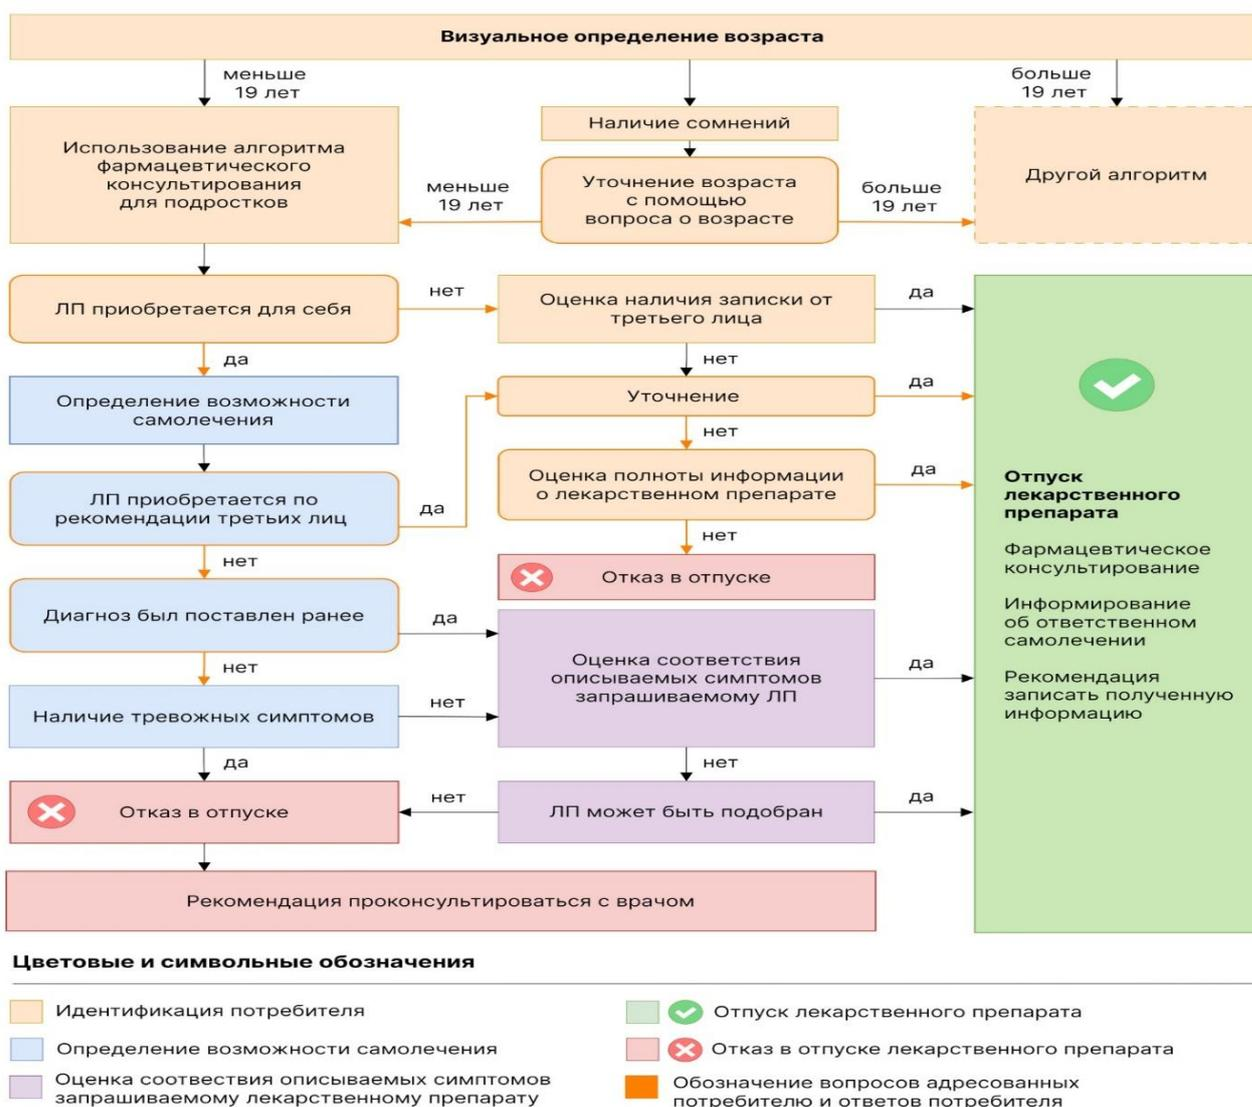 Визуальное определение возраста
меньше
19 лет
больше
19 лет
Использование алгоритма
фармацевтического
консультирования
для подростков
Наличие сомнений
Уточнение возраста
с помощью
вопроса о возрасте
меньше
19 лет
больше
19 лет
Другой алгоритм
ЛП приобретается для себя
нет
Оценка наличия записки от
третьего лица
да
да
нет
Определение возможности
самолечения
Уточнение
да
нет
ЛП приобретается по
рекомендации третьих лиц
да
Оценка полноты информации
о лекарственном препарате
да
нет
нет
Отказ в отпуске
Диагноз был поставлен ранее
да
нет
Оценка соответствия
описываемых симптомов
запрашиваемому ЛП
да
Наличие тревожных симптомов
нет
да
нет
Отказ в отпуске
нет
ЛП может быть подобран
да
Рекомендация проконсультироваться с врачом
Отпуск
лекарственного
препарата
Фармацевтическое
консультирование
Информирование
об ответственном
самолечении
Рекомендация
записать полученную
информацию
Цветовые и символьные обозначения
Идентификация потребителя
Определение возможности самолечения
Оценка соотвествия описываемых симптомов
запрашиваемому лекарственному препарату
Отпуск лекарственного препарата
Отказ в отпуске лекарственного препарата
Обозначение вопросов адресованных
потребителю и ответов потребителя